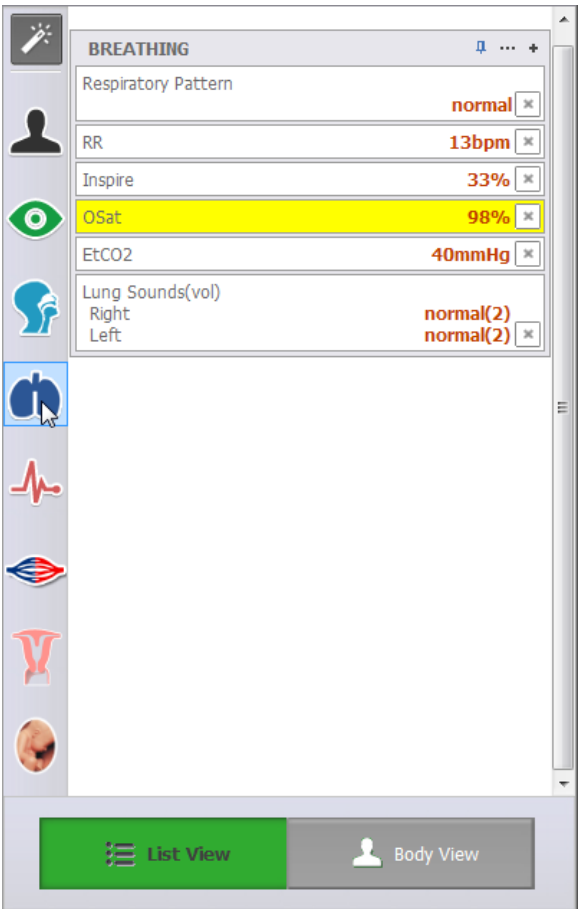 BREATHING
Respiratory Pattern
normal
RR 13bpm
Inspire 33%
OSat 98%
EtCO2 40mmHg
Lung Sounds(vol)
Right normal(2)
Left normal(2)
List View Body View